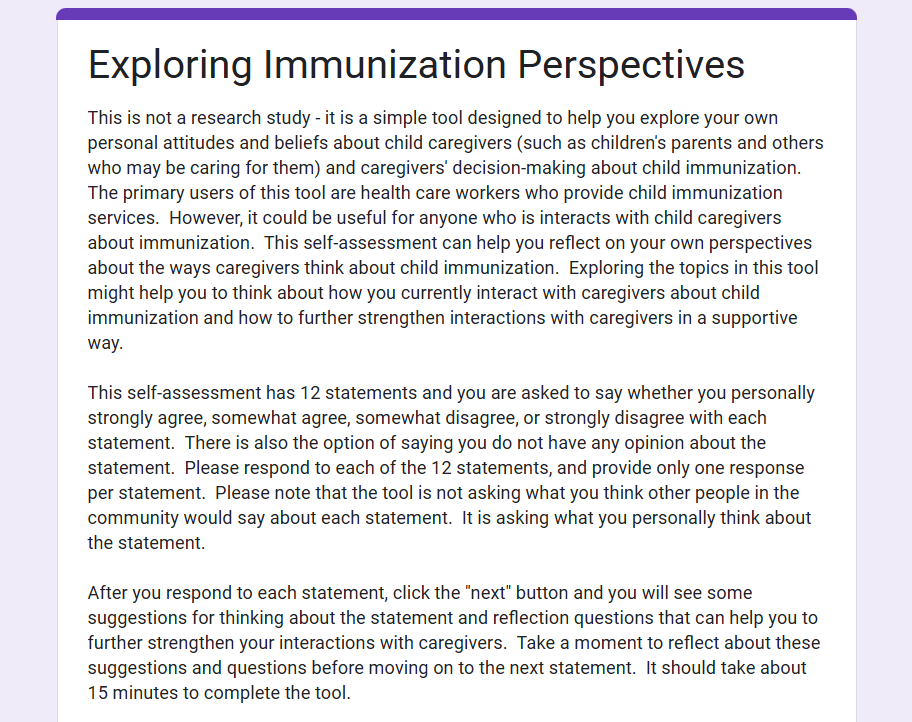 Exploring Immunization Perspectives
This is not a research study - it is a simple tool designed to help you explore your own
personal attitudes and beliefs about child caregivers (such as children's parents and others
who may be caring for them) and caregivers' decision-making about child immunization.
The primary users of this tool are health care workers who provide child immunization
services.  However, it could be useful for anyone who is interacts with child caregivers
about immunization.  This self-assessment can help you reflect on your own perspectives
about the ways caregivers think about child immunization.  Exploring the topics in this tool
might help you to think about how you currently interact with caregivers about child
immunization and how to further strengthen interactions with caregivers in a supportive
way.
This self-assessment has 12 statements and you are asked to say whether you personally
strongly agree, somewhat agree, somewhat disagree, or strongly disagree with each
statement.  There is also the option of saying you do not have any opinion about the
statement.  Please respond to each of the 12 statements, and provide only one response
per statement.  Please note that the tool is not asking what you think other people in the
community would say about each statement.  It is asking what you personally think about
the statement.
After you respond to each statement, click the "next" button and you will see some
suggestions for thinking about the statement and reflection questions that can help you to
further strengthen your interactions with caregivers.  Take a moment to reflect about these
suggestions and questions before moving on to the next statement.  It should take about
15 minutes to complete the tool.